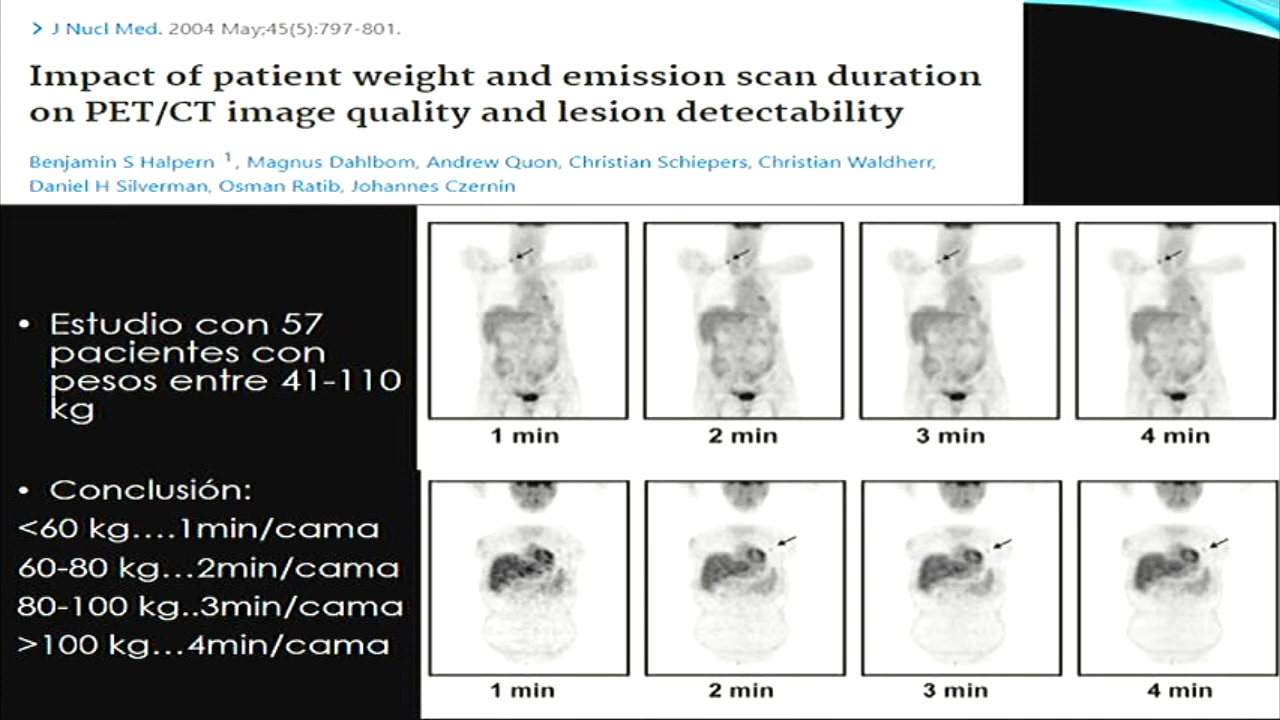 > J Nucl Med. 2004 May;45(5):797-801.
Impact of patient weight and emission scan duration
on PET/CT image quality and lesion detectability
Benjamin S Halpern 1, Magnus Dahlbom, Andrew Quon, Christian Schiepers, Christian Waldherr,
Daniel H Silverman, Osman Ratib, Johannes Czernin
• Estudio con 57
pacientes con
pesos entre 41-110
kg
1 min 2 min 3 min 4 min
• Conclusión:
<60 kg....1min/cama
60-80 kg...2min/cama
80-100 kg..3min/cama
>100 kg...4min/cama
1 min 2 min 3 min 4 min